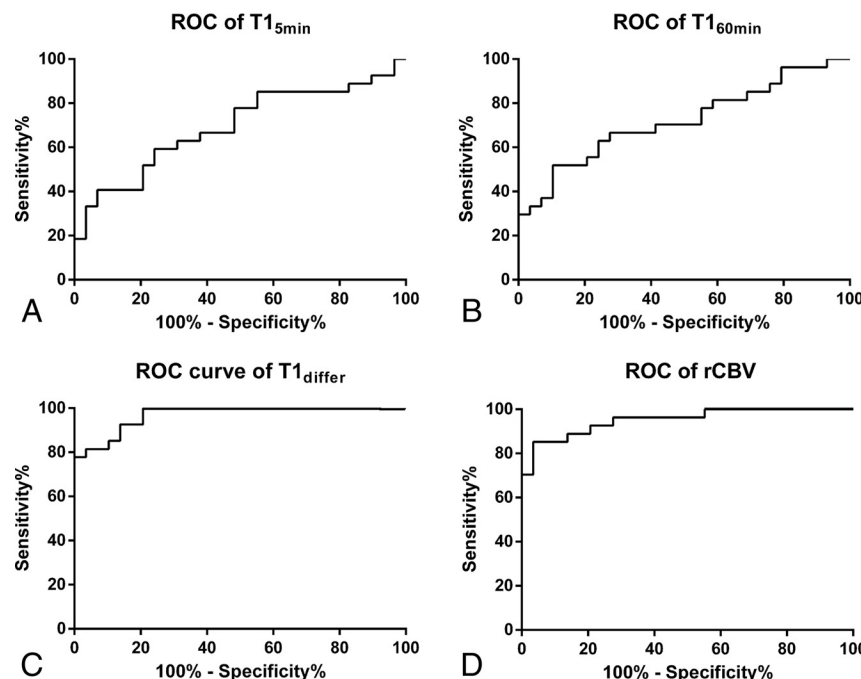 ROC of T1 5min
100
80
60
40
20
0
Sensitivity%
0 20 40 60 80 100
100% - Specificity%
A
ROC of T1 60min
100
80
60
40
20
0
Sensitivity%
0 20 40 60 80 100
100% - Specificity%
B
ROC curve of T1 differ
100
80
60
40
20
0
Sensitivity%
0 20 40 60 80 100
100% - Specificity%
C
ROC of rCBV
100
80
60
40
20
0
Sensitivity%
0 20 40 60 80 100
100% - Specificity%
D